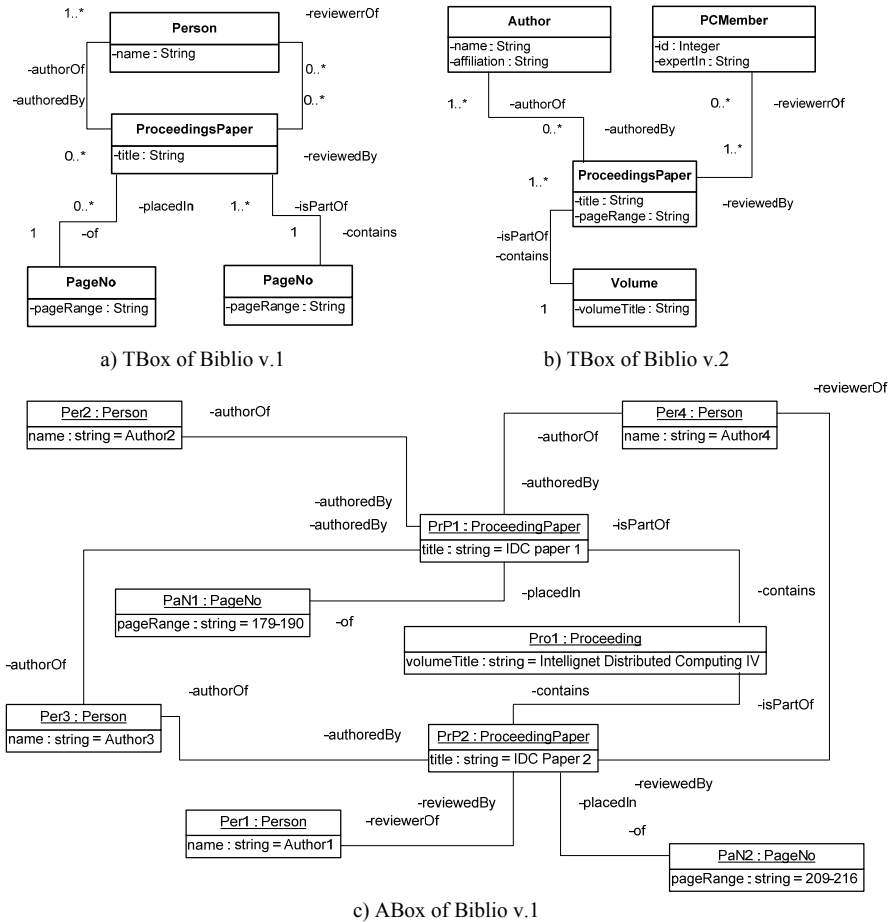 1..*
-reviewerrOf
Person
-name : String
-authorOf
0..*
-authoredBy
0..*
ProceedingsPaper
-title : String
0..*
-reviewedBy
0..*
-placedIn
1..*
-isPartOf
1
-of
1
-contains
PageNo
-pageRange : String
PageNo
-pageRange : String
a) TBox of Biblio v.1
Author
-name : String
-affiliation : String
PCMember
-id : Integer
-expertIn : String
1..*
-authorOf
0..*
-reviewerrOf
0..*
-authoredBy
1..*
1..*
ProceedingsPaper
-title : String
-pageRange : String
-reviewedBy
-isPartOf
-contains
Volume
-volumeTitle : String
1
b) TBox of Biblio v.2
-reviewerOf
Per2 : Person
name : string = Author2
-authorOf
Per4 : Person
name : string = Author4
-authorOf
-authoredBy
-authoredBy
-authoredBy
PrP1 : ProceedingPaper
title : string = IDC paper 1
-isPartOf
-placedIn
-contains
PaN1 : PageNo
pageRange : string = 179-190
-of
Pro1 : Proceeding
volumeTitle : string = Intellignet Distributed Computing IV
-authorOf
-authorOf
-contains
-isPartOf
Per3 : Person
name : string = Author3
-authoredBy
PrP2 : ProceedingPaper
title : string = IDC Paper 2
-reviewedBy
-reviewedBy
-placedIn
Per1 : Person
name : string = Author1
-reviewerOf
-of
PaN2 : PageNo
pageRange : string = 209-216
c) ABox of Biblio v.1